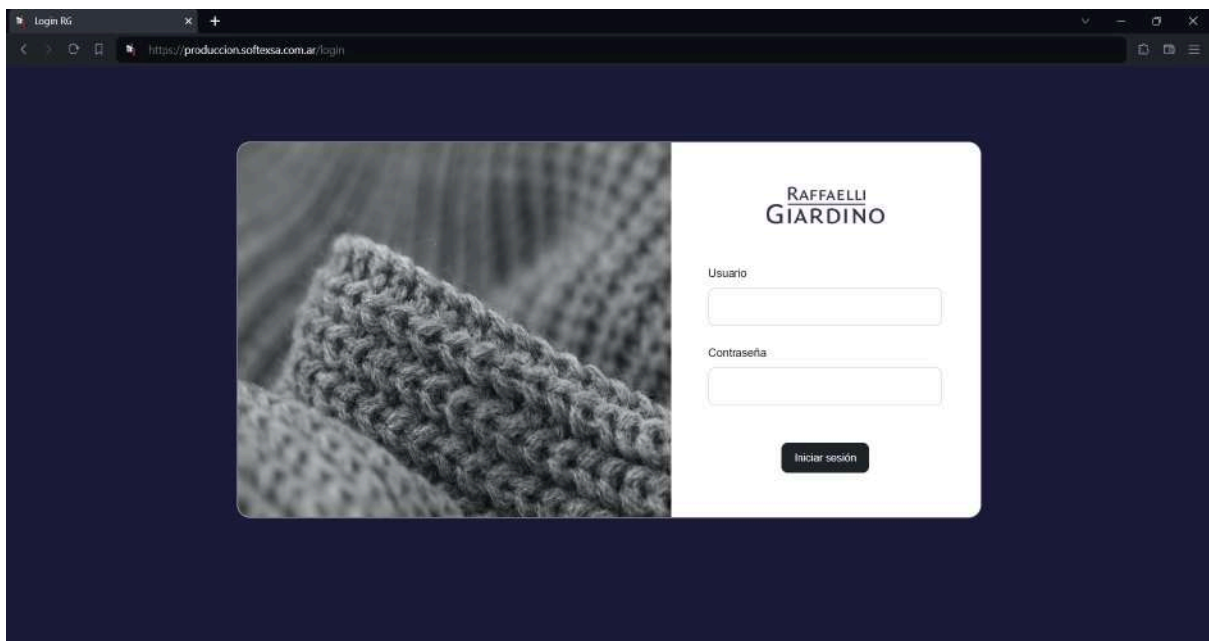 Login RG
https://produccion.softexsa.com.ar/login
RAFFAELLI
GIARDINO
Usuario
Contraseña
Iniciar sesión